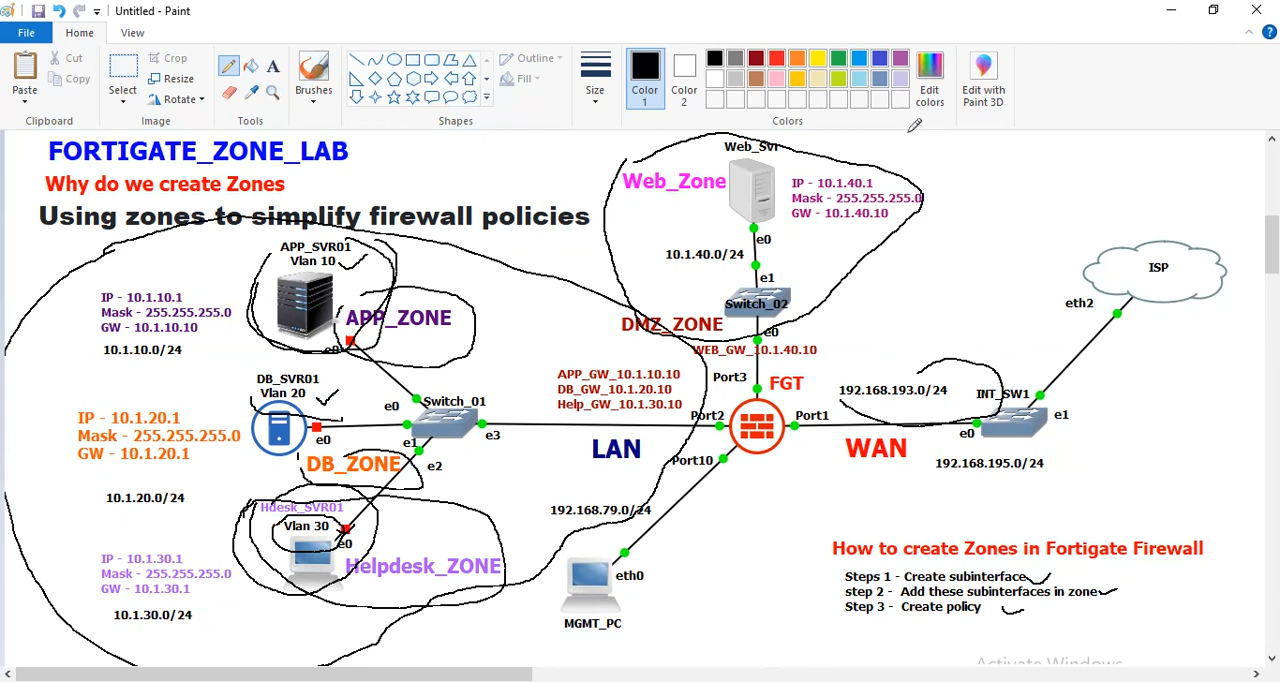 Untitled - Paint
File
Home
View
Paste
Cut
Copy
Clipboard
Select
Crop
Resize
Rotate
Image
A
Tools
Brushes
Outline
Fill
Shapes
Size
Color 1
Color 2
Edit colors
Edit with Paint 3D
Colors
FORTIGATE_ZONE_LAB
Why do we create Zones
Using zones to simplify firewall policies
APP_SVR01
Vlan 10
IP - 10.1.10.1
Mask - 255.255.255.0
GW - 10.1.10.10
10.1.10.0/24
APP_ZONE
e0
DB_SVR01
Vlan 20
IP - 10.1.20.1
Mask - 255.255.255.0
GW - 10.1.20.1
e0
DB_ZONE
10.1.20.0/24
Hdesk_SVR01
Vlan 30
e0
Helpdesk_ZONE
IP - 10.1.30.1
Mask - 255.255.255.0
GW - 10.1.30.1
10.1.30.0/24
Switch_01
e0
e1
e2
e3
APP_GW_10.1.10.10
DB_GW_10.1.20.10
Help_GW_10.1.30.10
LAN
Web_Zone
IP - 10.1.40.1
Mask - 255.255.255.0
GW - 10.1.40.10
e0
10.1.40.0/24
e1
Switch_02
DMZ_ZONE
e0
WEB_GW_10.1.40.10
Port3
FGT
Port2
Port1
Port10
192.168.79.0/24
eth0
MGMT_PC
WAN
192.168.193.0/24
INT_SW1
e0
e1
192.168.195.0/24
eth2
ISP
How to create Zones in Fortigate Firewall
Steps 1 - Create subinterface
step 2 - Add these subinterfaces in zone
Step 3 - Create policy
Activate Windows